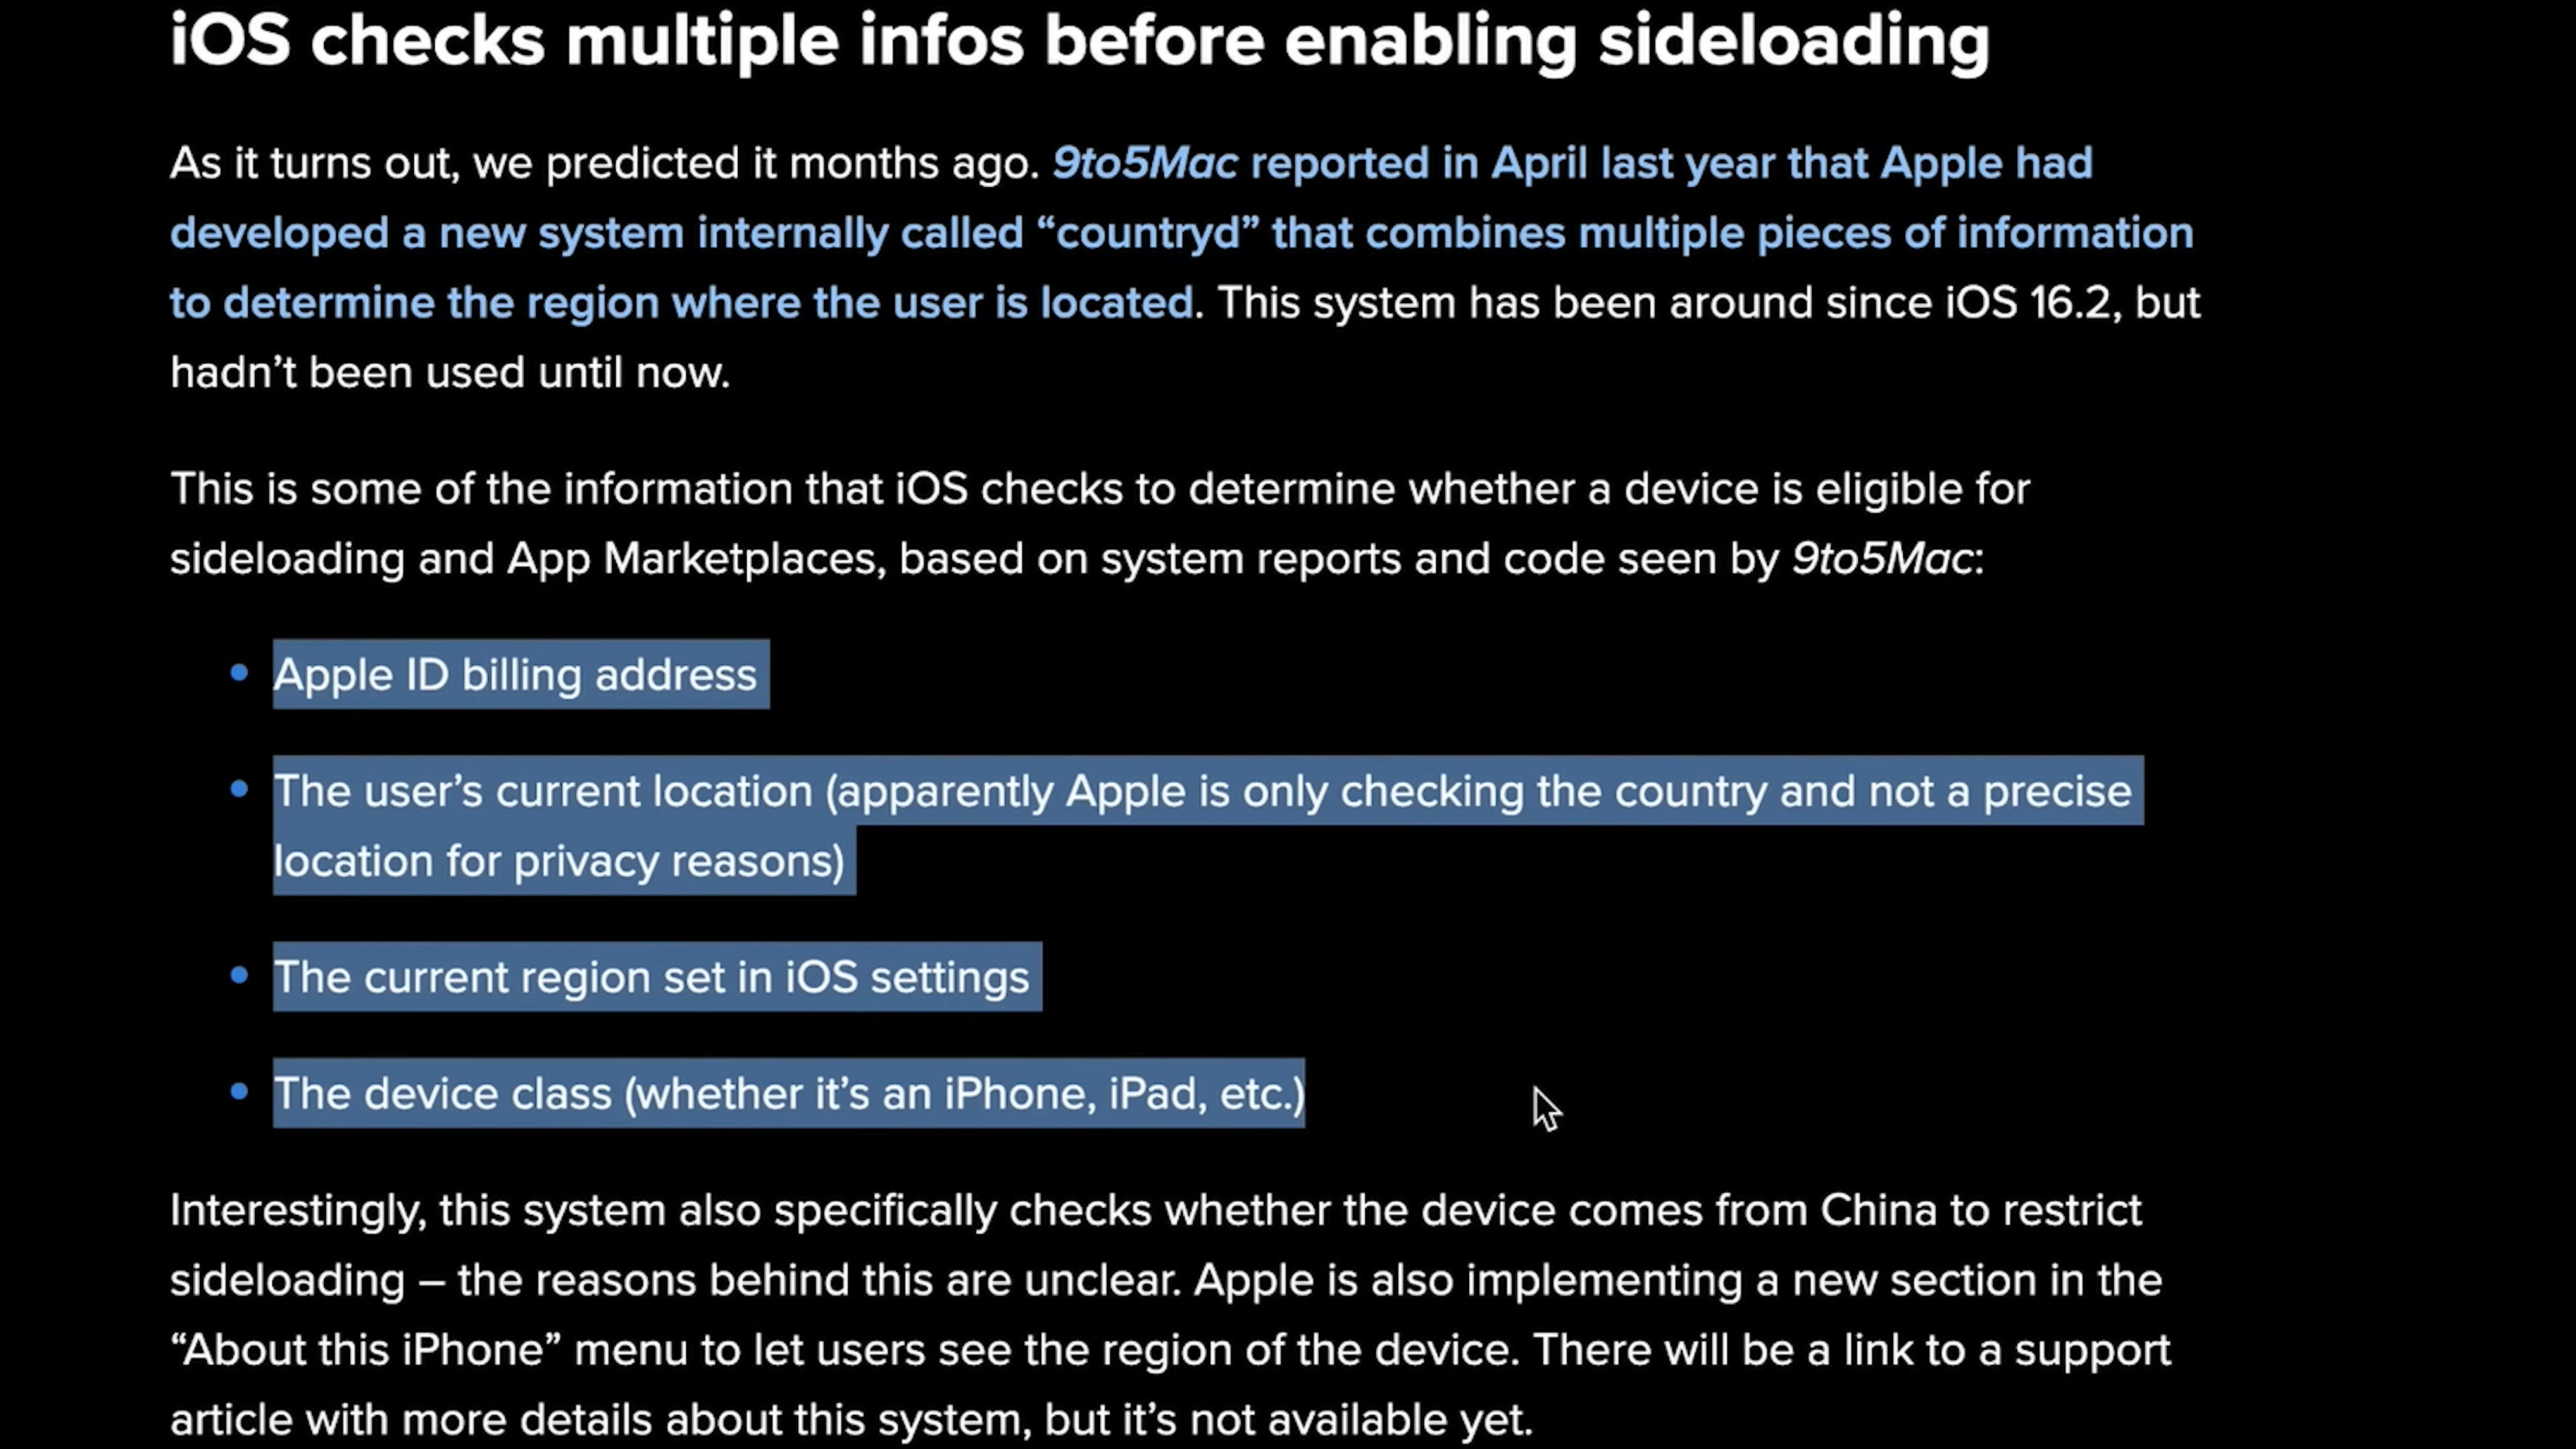 iOS checks multiple infos before enabling sideloading
As it turns out, we predicted it months ago. 9to5Mac reported in April last year that Apple had
developed a new system internally called “countryd” that combines multiple pieces of information
to determine the region where the user is located. This system has been around since iOS 16.2, but
hadn’t been used until now.
This is some of the information that iOS checks to determine whether a device is eligible for
sideloading and App Marketplaces, based on system reports and code seen by 9to5Mac:
• Apple ID billing address
• The user’s current location (apparently Apple is only checking the country and not a precise
location for privacy reasons)
• The current region set in iOS settings
• The device class (whether it’s an iPhone, iPad, etc.)
Interestingly, this system also specifically checks whether the device comes from China to restrict
sideloading – the reasons behind this are unclear. Apple is also implementing a new section in the
“About this iPhone” menu to let users see the region of the device. There will be a link to a support
article with more details about this system, but it’s not available yet.